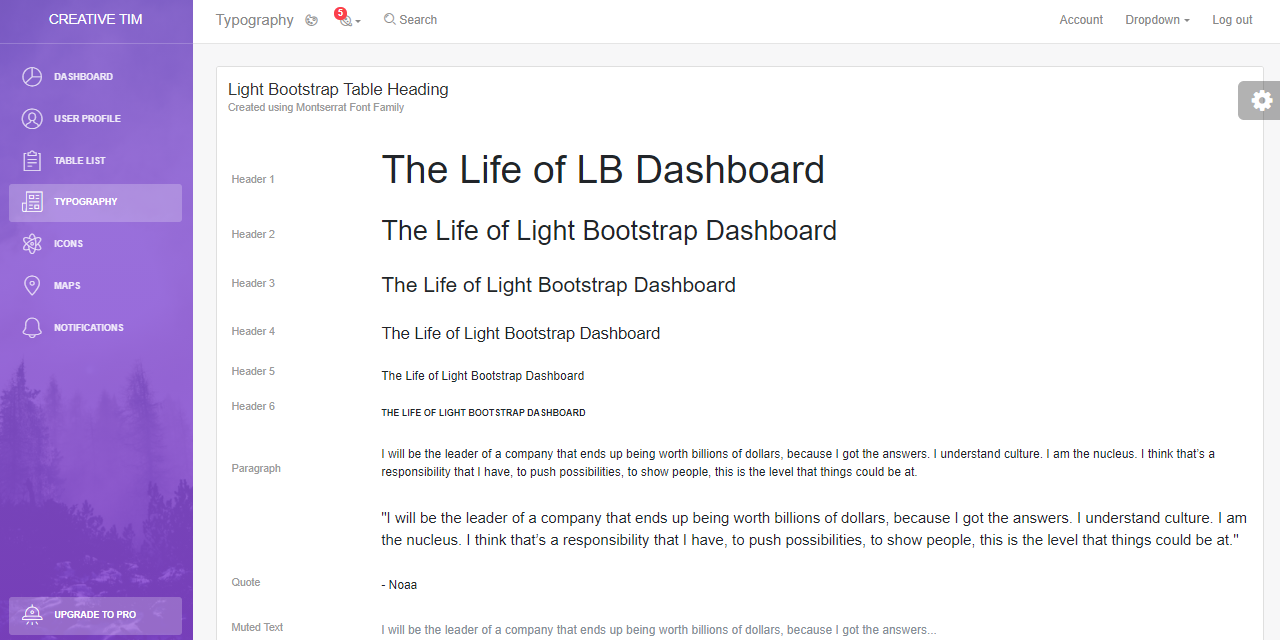 CREATIVE TIM
DASHBOARD
USER PROFILE
TABLE LIST
TYPOGRAPHY
ICONS
MAPS
NOTIFICATIONS
UPGRADE TO PRO
Typography 5 Search Account Dropdown Log out
Light Bootstrap Table Heading
Created using Montserrat Font Family
Header 1 The Life of LB Dashboard
Header 2 The Life of Light Bootstrap Dashboard
Header 3 The Life of Light Bootstrap Dashboard
Header 4 The Life of Light Bootstrap Dashboard
Header 5 The Life of Light Bootstrap Dashboard
Header 6 THE LIFE OF LIGHT BOOTSTRAP DASHBOARD
Paragraph
I will be the leader of a company that ends up being worth billions of dollars, because I got the answers. I understand culture. I am the nucleus. I think that’s a
responsibility that I have, to push possibilities, to show people, this is the level that things could be at.
"I will be the leader of a company that ends up being worth billions of dollars, because I got the answers. I understand culture. I am
the nucleus. I think that’s a responsibility that I have, to push possibilities, to show people, this is the level that things could be at."
Quote
- Noaa
Muted Text I will be the leader of a company that ends up being worth billions of dollars, because I got the answers...